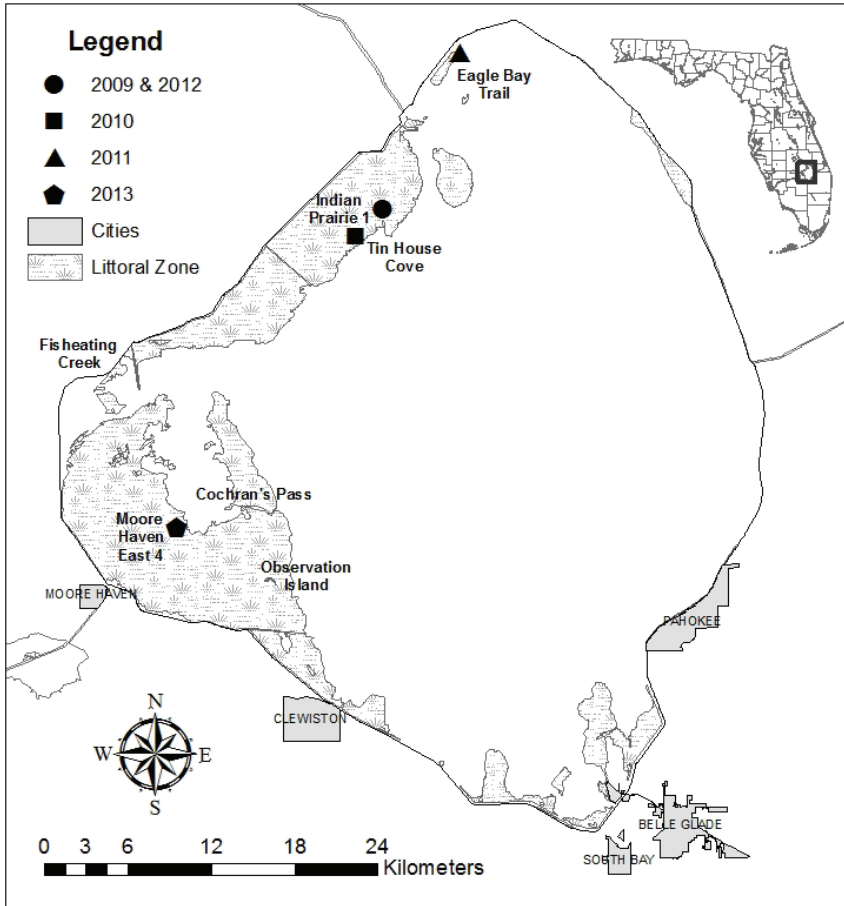 Legend
2009 & 2012
2010
2011
2013
Cities
Littoral Zone
Eagle Bay
Trail
Indian
Prairie 1
Tin House
Cove
Fisheating
Creek
Cochran's Pass
Moore
Haven
East 4
Observation
Island
MOORE HAVEN
PAHOKEE
CLEWISTON
BELLE GLADE
SOUTH BAY
N
W
E
S
0 3 6 12 18 24
Kilometers